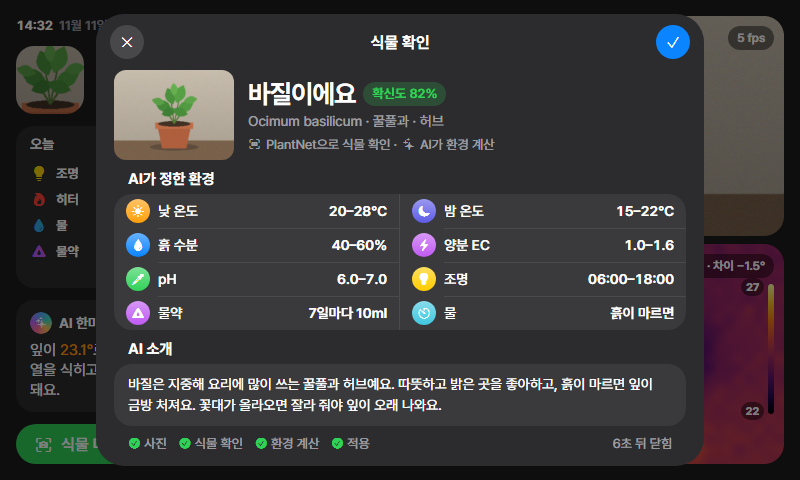 14:32 11월 11일
식물 확인
5 fps
바질이에요 확신도 82%
Ocimum basilicum · 꿀풀과 · 허브
PlantNet으로 식물 확인 · AI가 환경 계산
오늘
조명
히터
물
물약
AI가 정한 환경
낮 온도 20–28°C
밤 온도 15–22°C
흙 수분 40–60%
양분 EC 1.0–1.6
pH 6.0–7.0
조명 06:00–18:00
물약 7일마다 10ml
물 흙이 마르면
· 차이 –1.5°
27
22
AI 한마
잎이 23.1°
열을 식히고
돼요.
AI 소개
바질은 지중해 요리에 많이 쓰는 꿀풀과 허브예요. 따뜻하고 밝은 곳을 좋아하고, 흙이 마르면 잎이
금방 처져요. 꽃대가 올라오면 잘라 줘야 잎이 오래 나와요.
식물
사진 식물 확인 환경 계산 적용
6초 뒤 닫힘